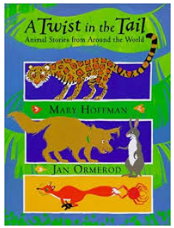 A Twist in the Tail
Animal Stories from Around the World
MARY HOFFMAN
JAN ORMEROD